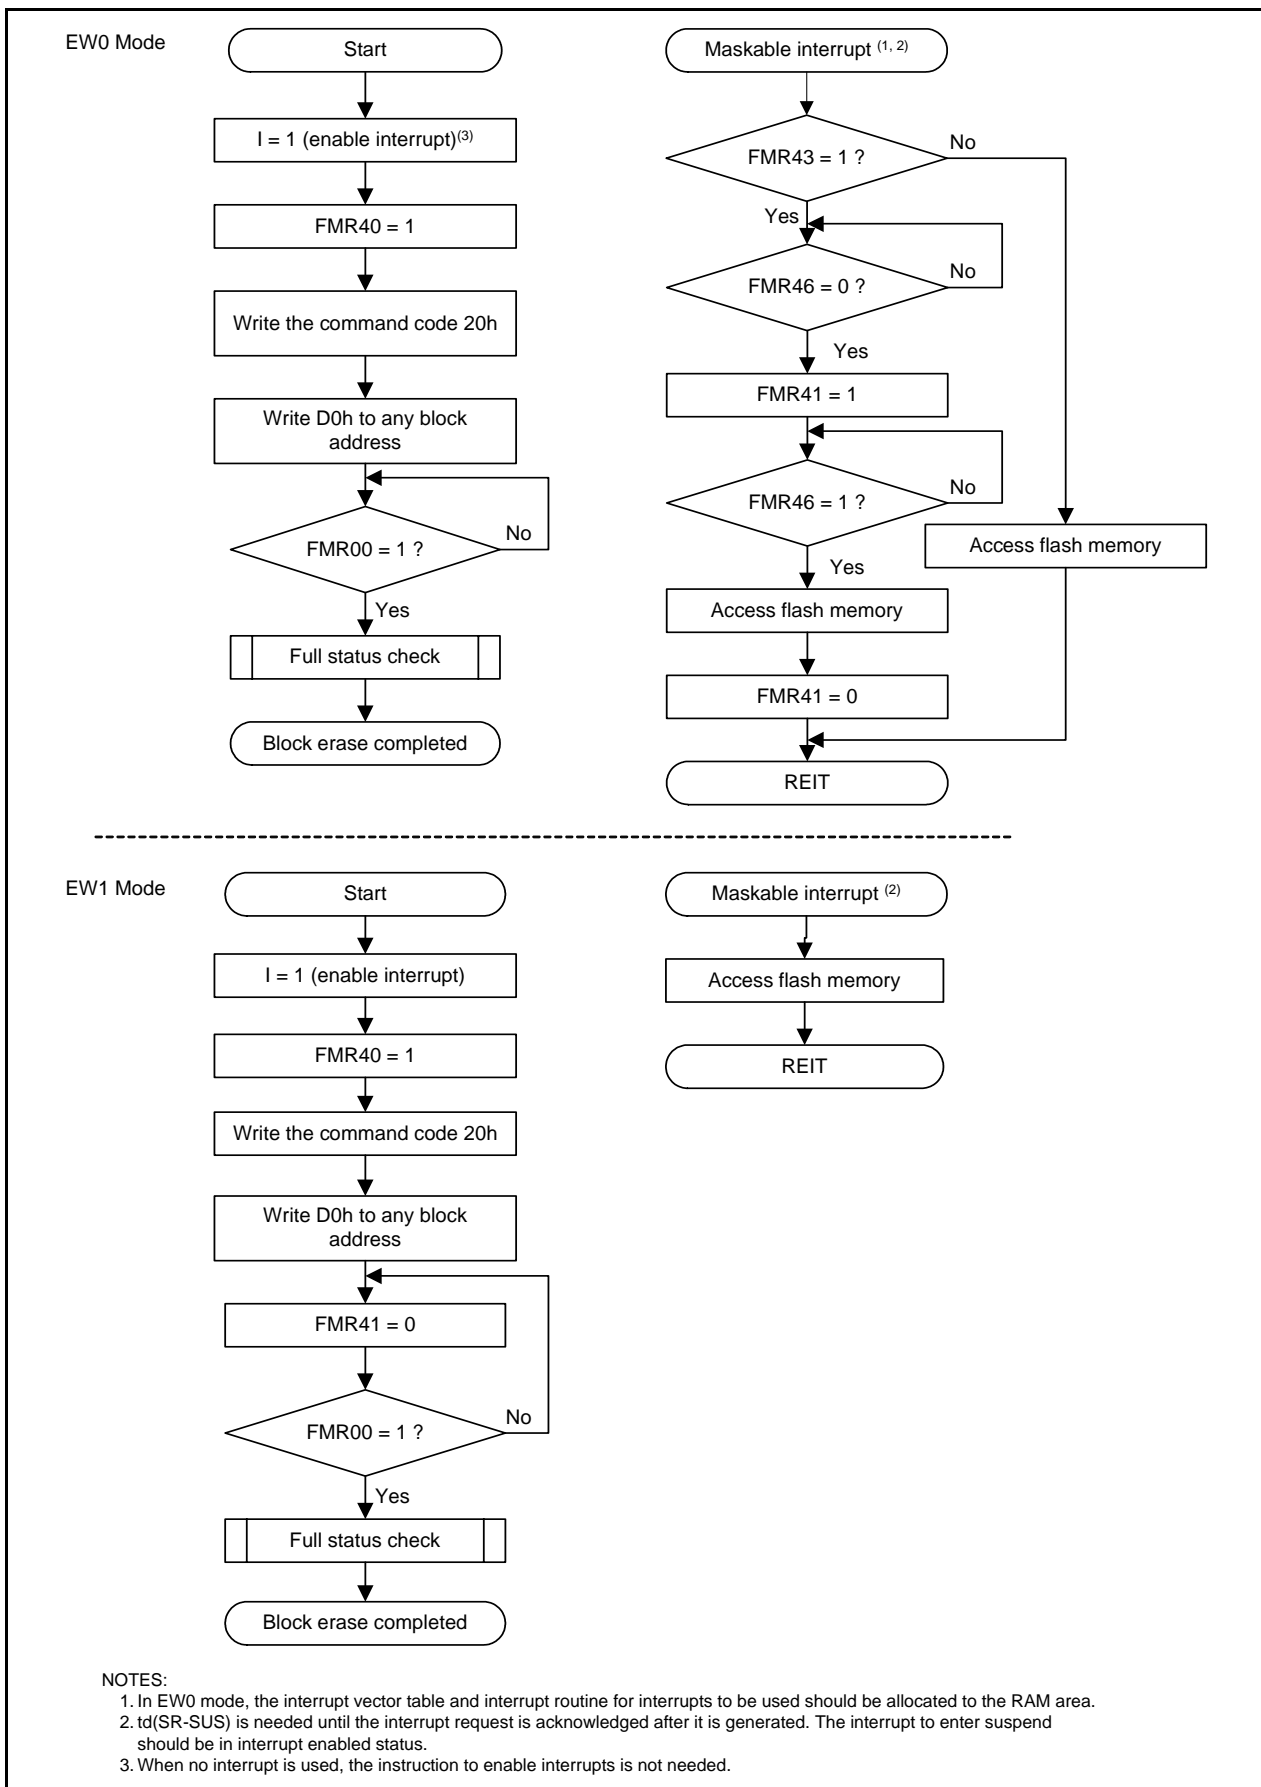 EW0 Mode
Start
I = 1 (enable interrupt)(3)
FMR40 = 1
Write the command code 20h
Write D0h to any block
address
FMR00 = 1 ?
No
Yes
Full status check
Block erase completed
Maskable interrupt (1, 2)
FMR43 = 1 ?
No
Yes
FMR46 = 0 ?
No
Yes
FMR41 = 1
FMR46 = 1 ?
No
Yes
Access flash memory
Access flash memory
FMR41 = 0
REIT
EW1 Mode
Start
I = 1 (enable interrupt)
FMR40 = 1
Write the command code 20h
Write D0h to any block
address
FMR41 = 0
FMR00 = 1 ?
No
Yes
Full status check
Block erase completed
Maskable interrupt (2)
Access flash memory
REIT
NOTES:
1. In EW0 mode, the interrupt vector table and interrupt routine for interrupts to be used should be allocated to the RAM area.
2. td(SR-SUS) is needed until the interrupt request is acknowledged after it is generated. The interrupt to enter suspend
should be in interrupt enabled status.
3. When no interrupt is used, the instruction to enable interrupts is not needed.